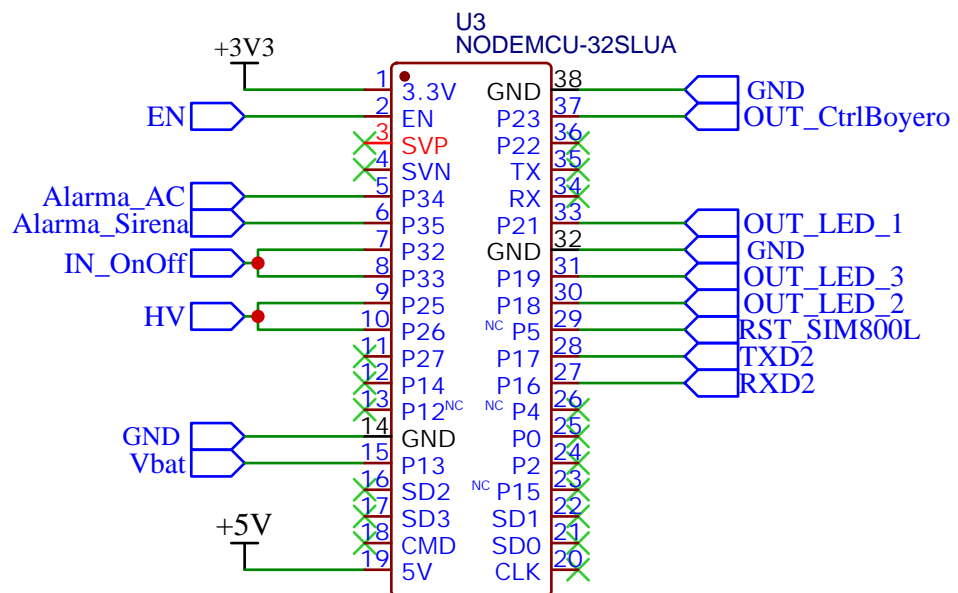 U3
NODEMCU-32SLUA
+3V3
1 3.3V GND 38 GND
EN 2 EN P23 37 OUT_CtrlBoyero
3 SVP P22 36
4 SVN TX 35
Alarma_AC 5 P34 RX 34
Alarma_Sirena 6 P35 P21 33 OUT_LED_1
IN_OnOff 7 P32 GND 32 GND
8 P33 P19 31 OUT_LED_3
HV 9 P25 P18 30 OUT_LED_2
10 P26 NC P5 29 RST_SIM800L
11 P27 P17 28 TXD2
12 P14 P16 27 RXD2
13 P12 NC NC P4 26
GND 14 GND P0 25
Vbat 15 P13 P2 24
16 SD2 NC P15 23
17 SD3 SD1 22
+5V 18 CMD SD0 21
19 5V CLK 20